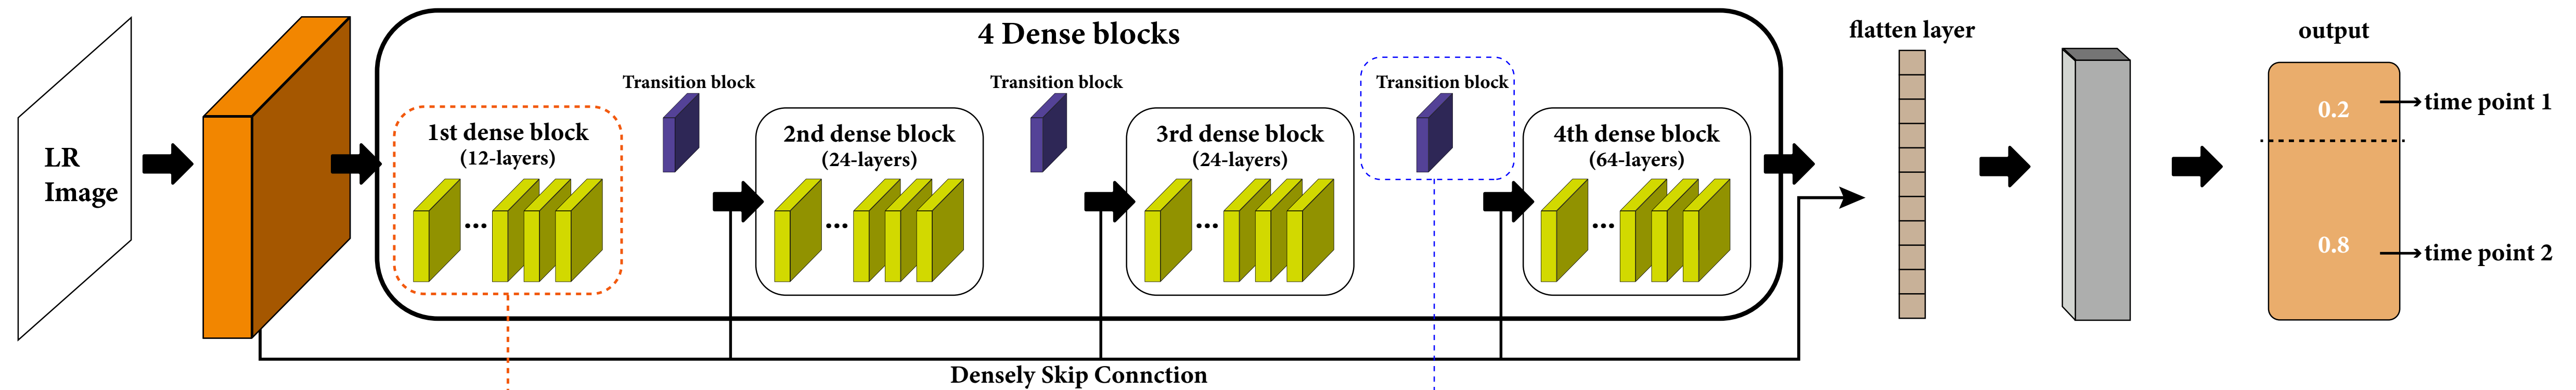 LR
Image
4 Dense blocks
1st dense block
(12-layers)
...
Transition block
2nd dense block
(24-layers)
...
Transition block
3rd dense block
(24-layers)
...
Transition block
4th dense block
(64-layers)
...
Densely Skip Connction
flatten layer
output
0.2
time point 1
0.8
time point 2